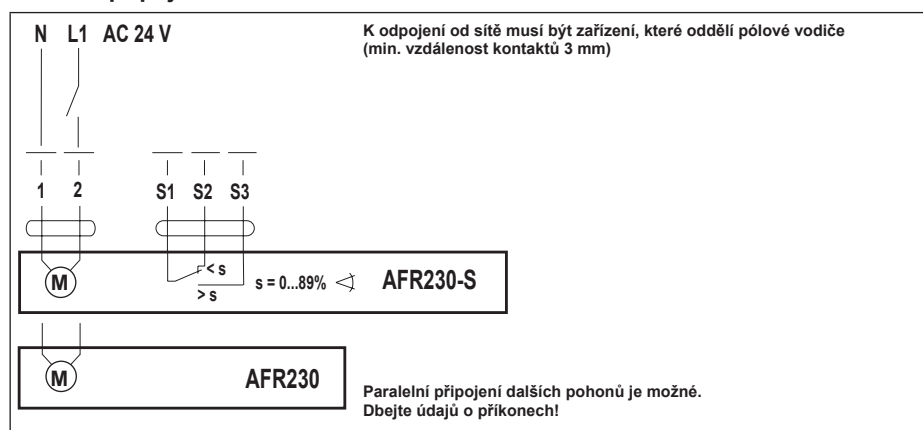 N L1 AC 24 V
K odpojení od sítě musí být zařízení, které oddělí pólové vodiče
(min. vzdálenost kontaktů 3 mm)
1 2 S1 S2 S3
< s
M s = 0...89% AFR230-S
> s
M AFR230
Paralelní připojení dalších pohonů je možné.
Dbejte údajů o příkonech!